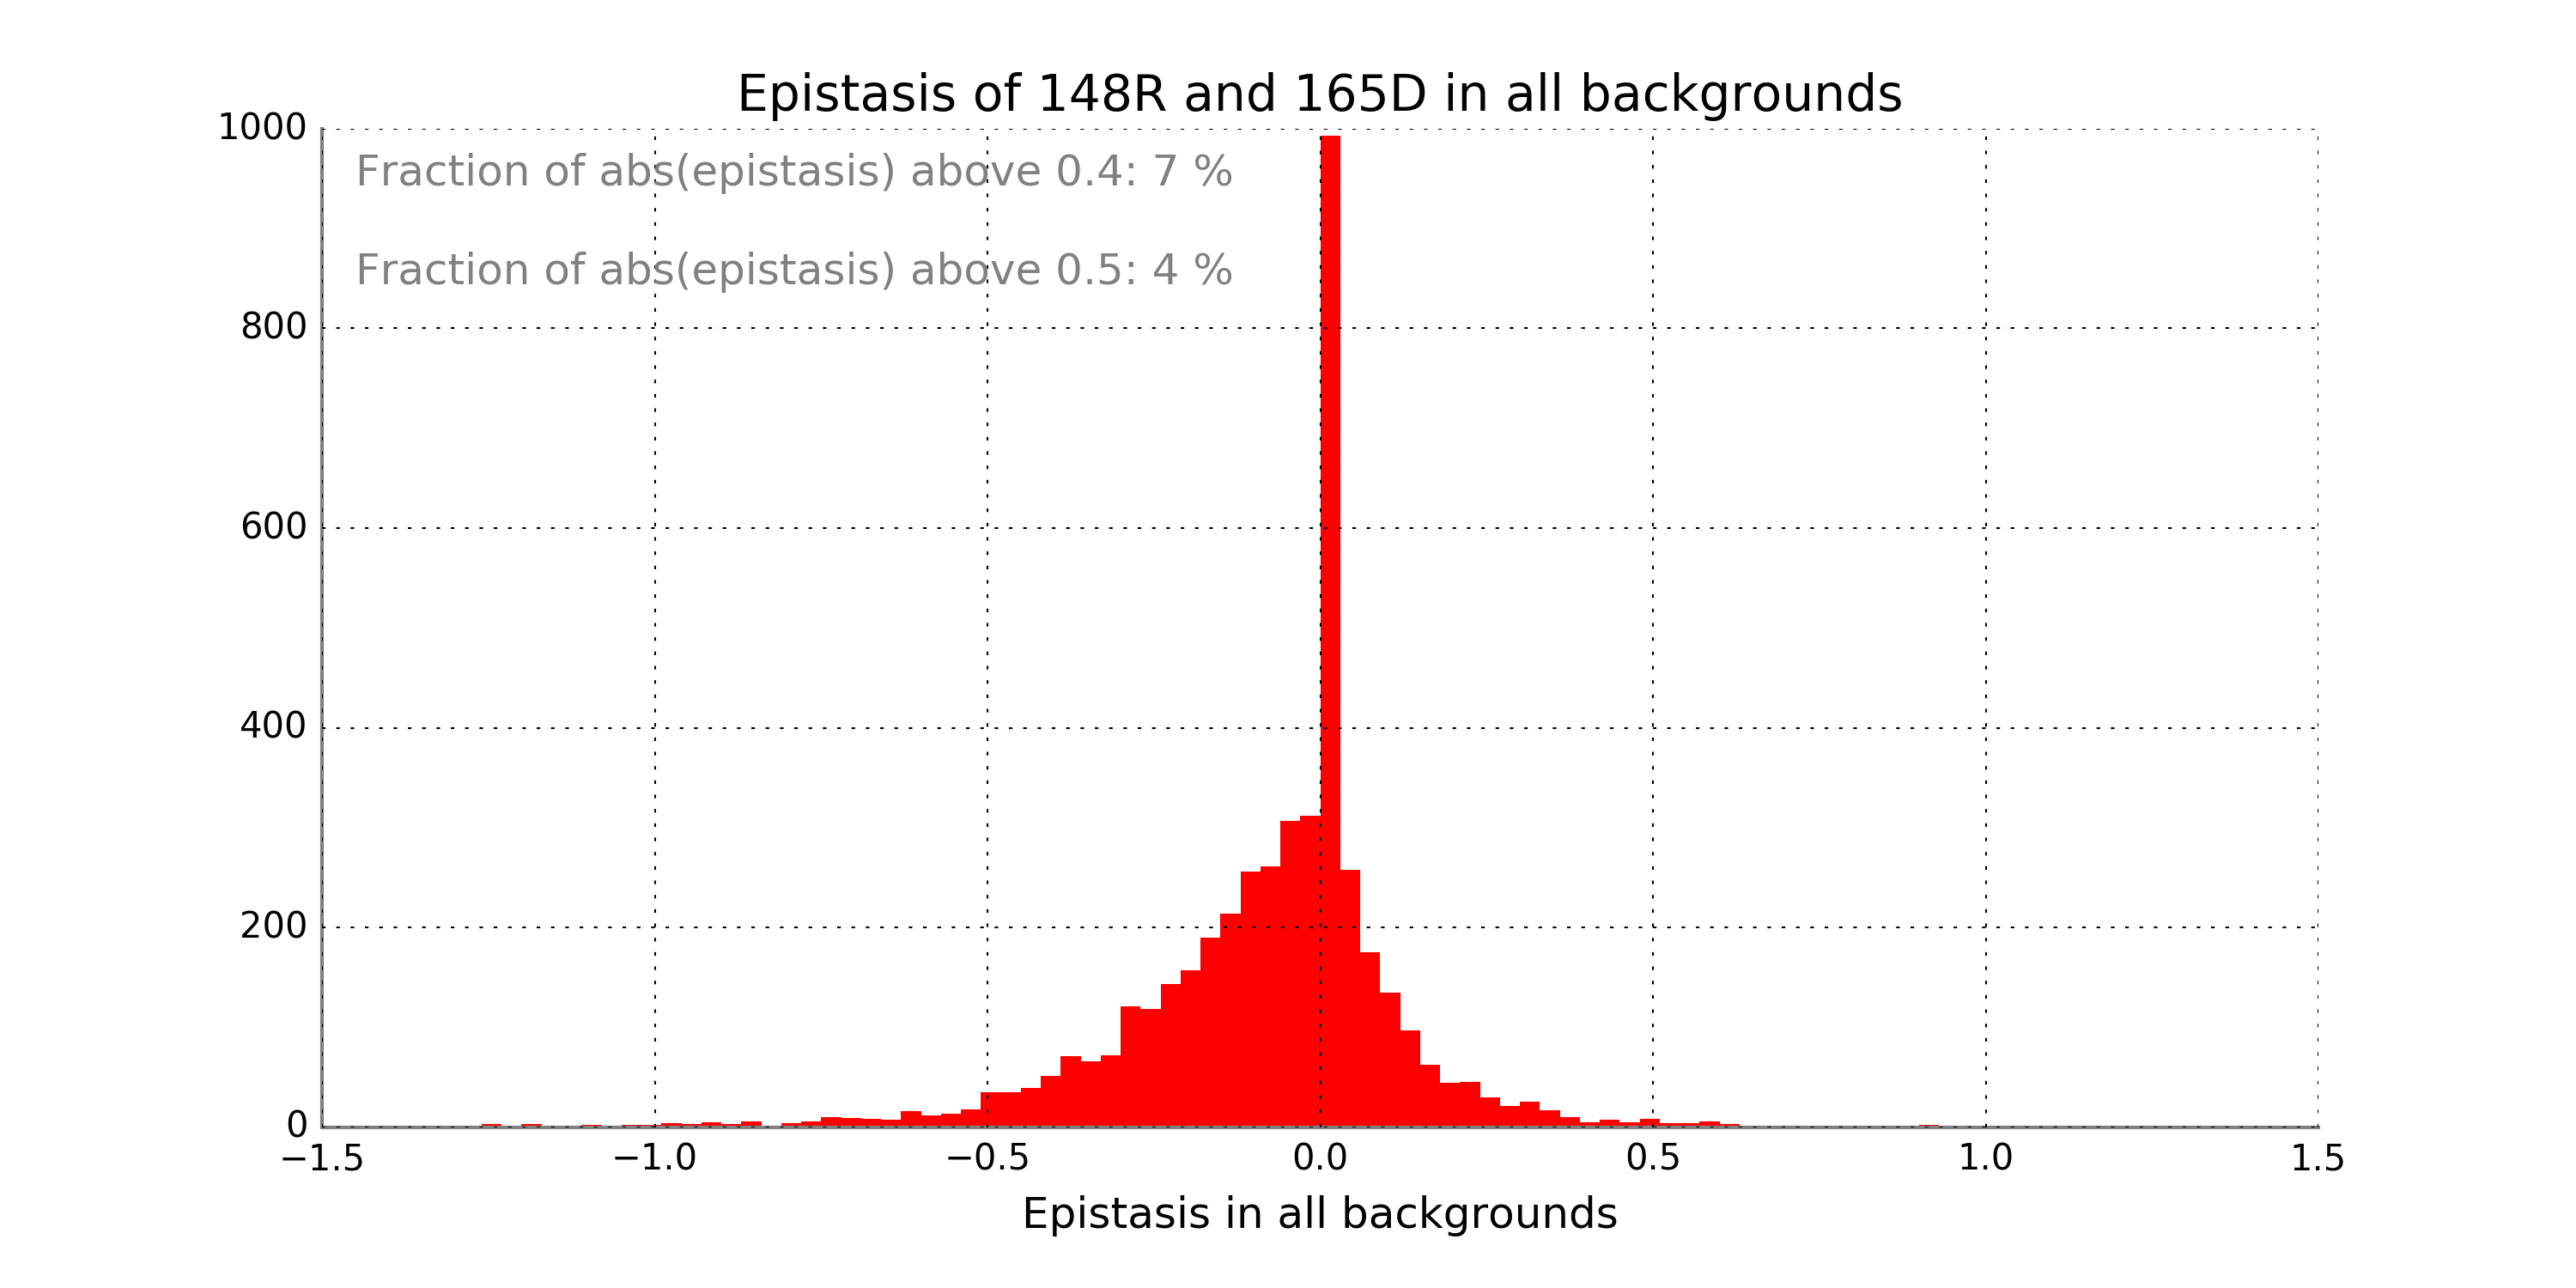 Epistasis of 148R and 165D in all backgrounds
1000
Fraction of abs(epistasis) above 0.4: 7 %
Fraction of abs(epistasis) above 0.5: 4 %
800
600
400
200
0
−1.5 −1.0 −0.5 0.0 0.5 1.0 1.5
Epistasis in all backgrounds